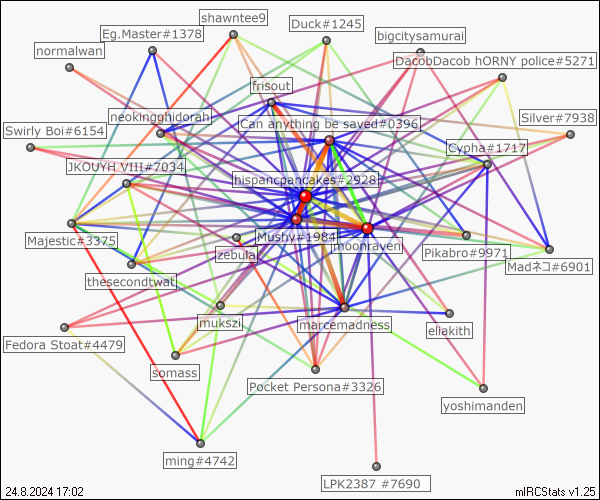 shawntee9
Duck#1245
Eg.Master#1378
bigcitysamurai
normalwan
DacobDacob hORNY police#5271
frisout
Silver#7938
neokingghidorah
Can anything be saved#0396
Swirly Boi#6154
Cypha#1717
JKOUYH VIII#7034
hispancpancakes#2928
Majestic#3375
Mushy#1984
moonraven
zebula
Pikabro#9971
Madネコ#6901
thesecondtwat
mukszi
marcemadness
eliakith
Fedora Stoat#4479
somass
Pocket Persona#3326
yoshimanden
ming#4742
LPK2387 #7690
24.8.2024 17:02
mIRCStats v1.25